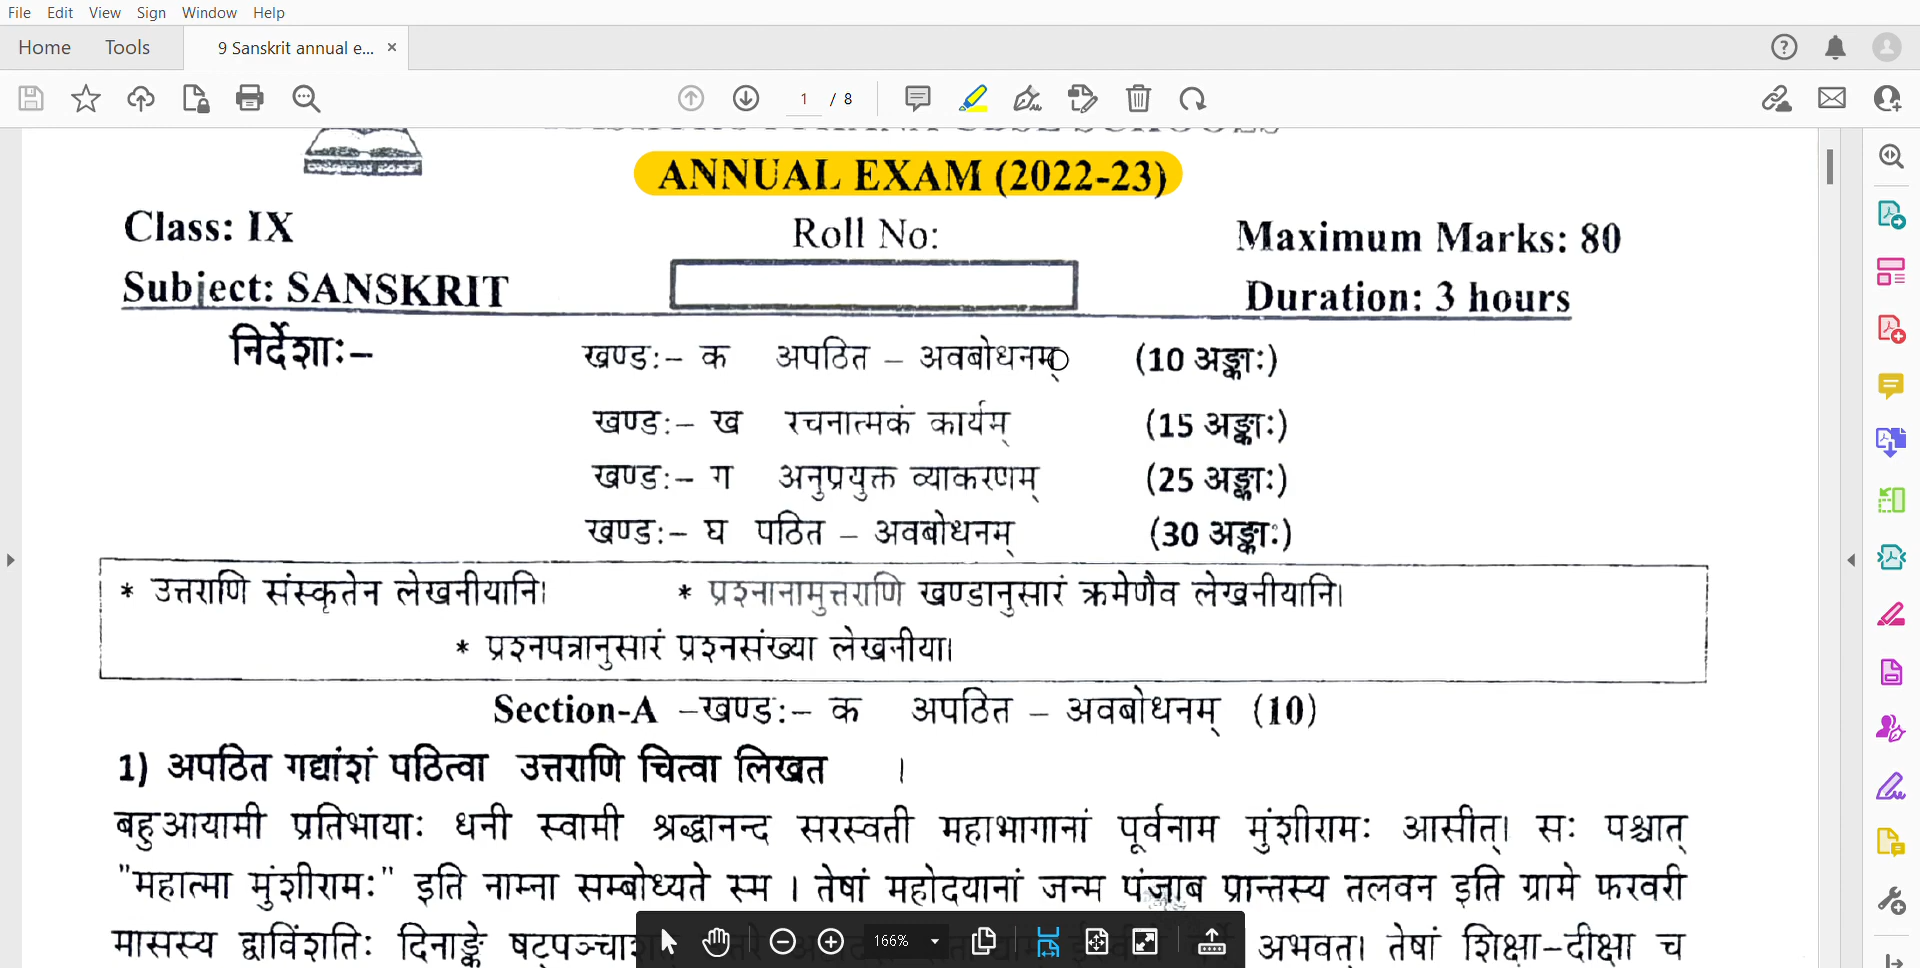 File Edit View Sign Window Help
Home Tools 9 Sanskrit annual e... ×
1 / 8
ANNUAL EXAM (2022-23)
Class: IX Roll No: Maximum Marks: 80
Subject: SANSKRIT Duration: 3 hours
निर्देशाः– खण्डः– क अपठित – अवबोधनम् (10 अङ्काः)
खण्डः– ख रचनात्मकं कार्यम् (15 अङ्काः)
खण्डः– ग अनुप्रयुक्त व्याकरणम् (25 अङ्काः)
खण्डः– घ पठित – अवबोधनम् (30 अङ्काः)
* उत्तराणि संस्कृतेन लेखनीयानि। * प्रश्नानामुत्तराणि खण्डानुसारं क्रमेणैव लेखनीयानि।
* प्रश्नपत्रानुसारं प्रश्नसंख्या लेखनीया।
Section-A –खण्डः– क अपठित – अवबोधनम् (10)
1) अपठित गद्यांशं पठित्वा उत्तराणि चित्वा लिखत ।
बहुआयामी प्रतिभायाः धनी स्वामी श्रद्धानन्द सरस्वती महाभागानां पूर्वनाम मुंशीरामः आसीत्। सः पश्चात्
"महात्मा मुंशीरामः" इति नाम्ना सम्बोध्यते स्म । तेषां महोदयानां जन्म पंजाब प्रान्तस्य तलवन इति ग्रामे फरवरी
मासस्य द्वाविंशतिः दिनाङ्के अभवत्। तेषां शिक्षा–दीक्षा च
166%